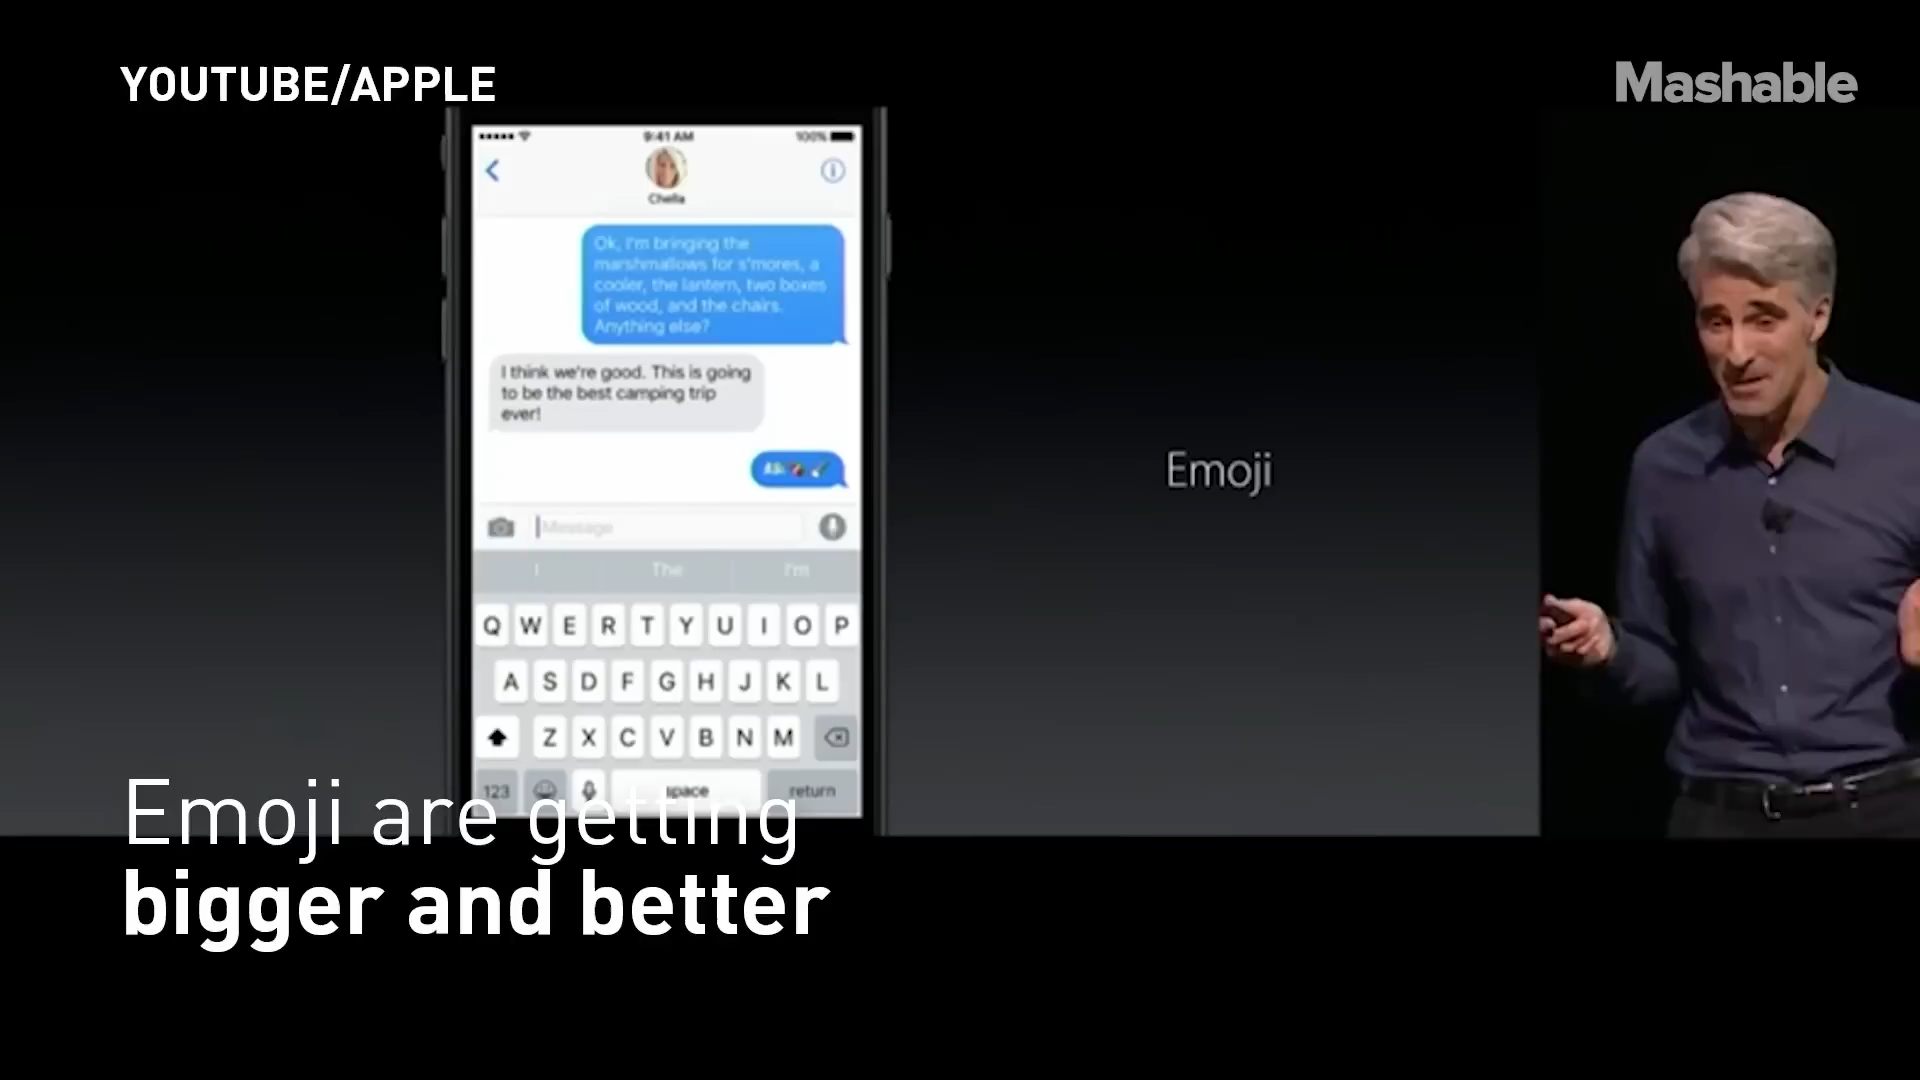 YOUTUBE/APPLE
Mashable
9:41 AM
100%
Chella
Ok, I'm bringing the
marshmallows for s'mores, a
cooler, the lantern, two boxes
of wood, and the chairs.
Anything else?
I think we're good. This is going
to be the best camping trip
ever!
Message
I The I'm
Q W E R T Y U I O P
A S D F G H J K L
Z X C V B N M
123 space return
Emoji
Emoji are getting
bigger and better